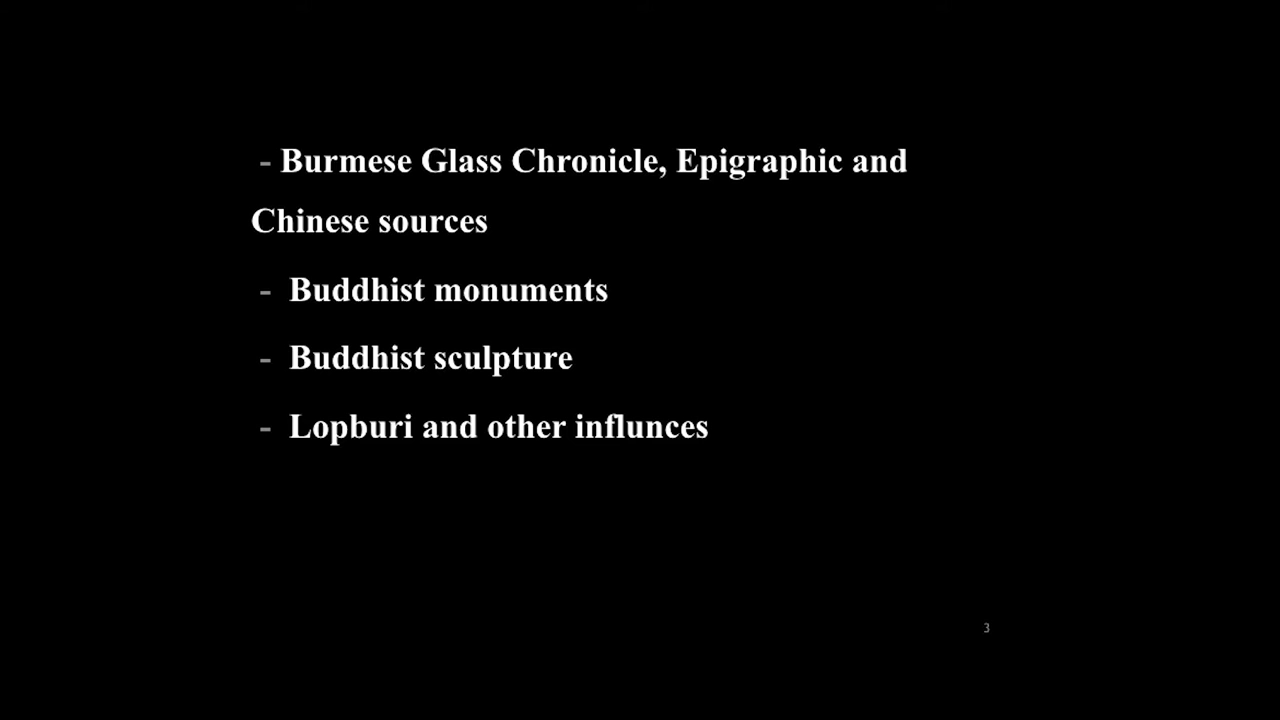 - Burmese Glass Chronicle, Epigraphic and
Chinese sources
- Buddhist monuments
- Buddhist sculpture
- Lopburi and other influnces
3